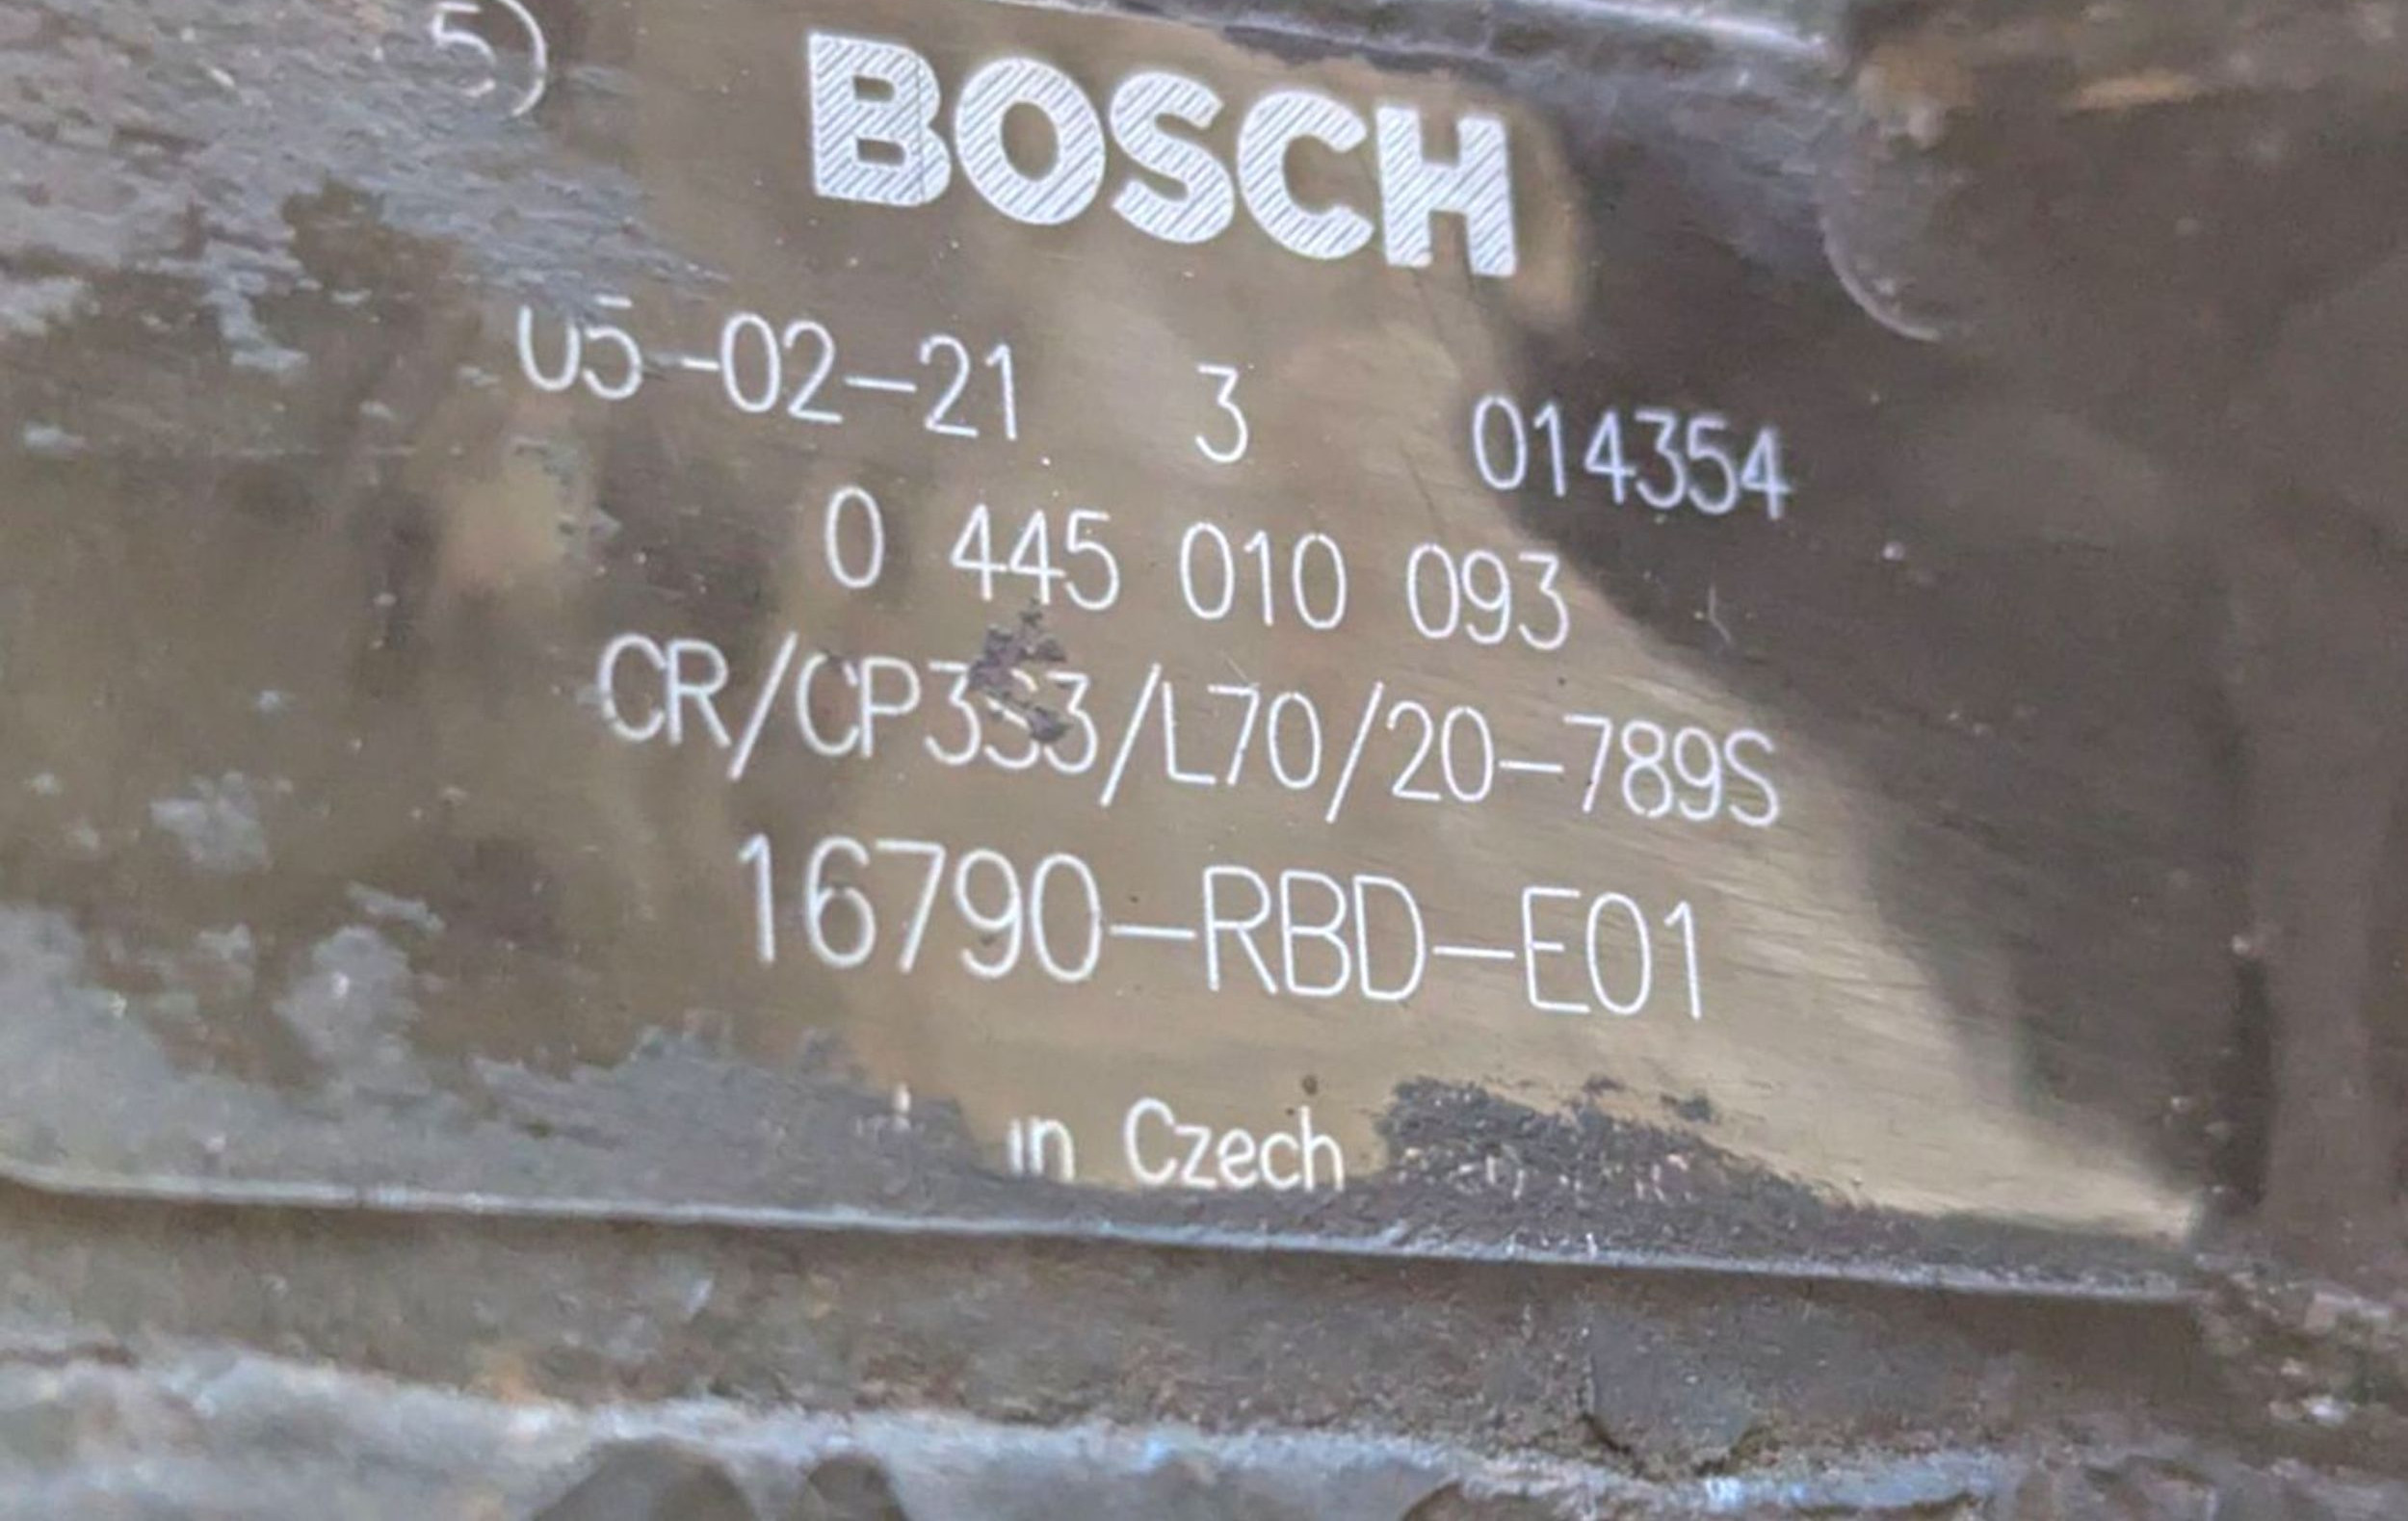 5)
BOSCH
05-02-21 3 014354
0 445 010 093
CR/CP3S3/L70/20-789S
16790-RBD-E01
in Czech